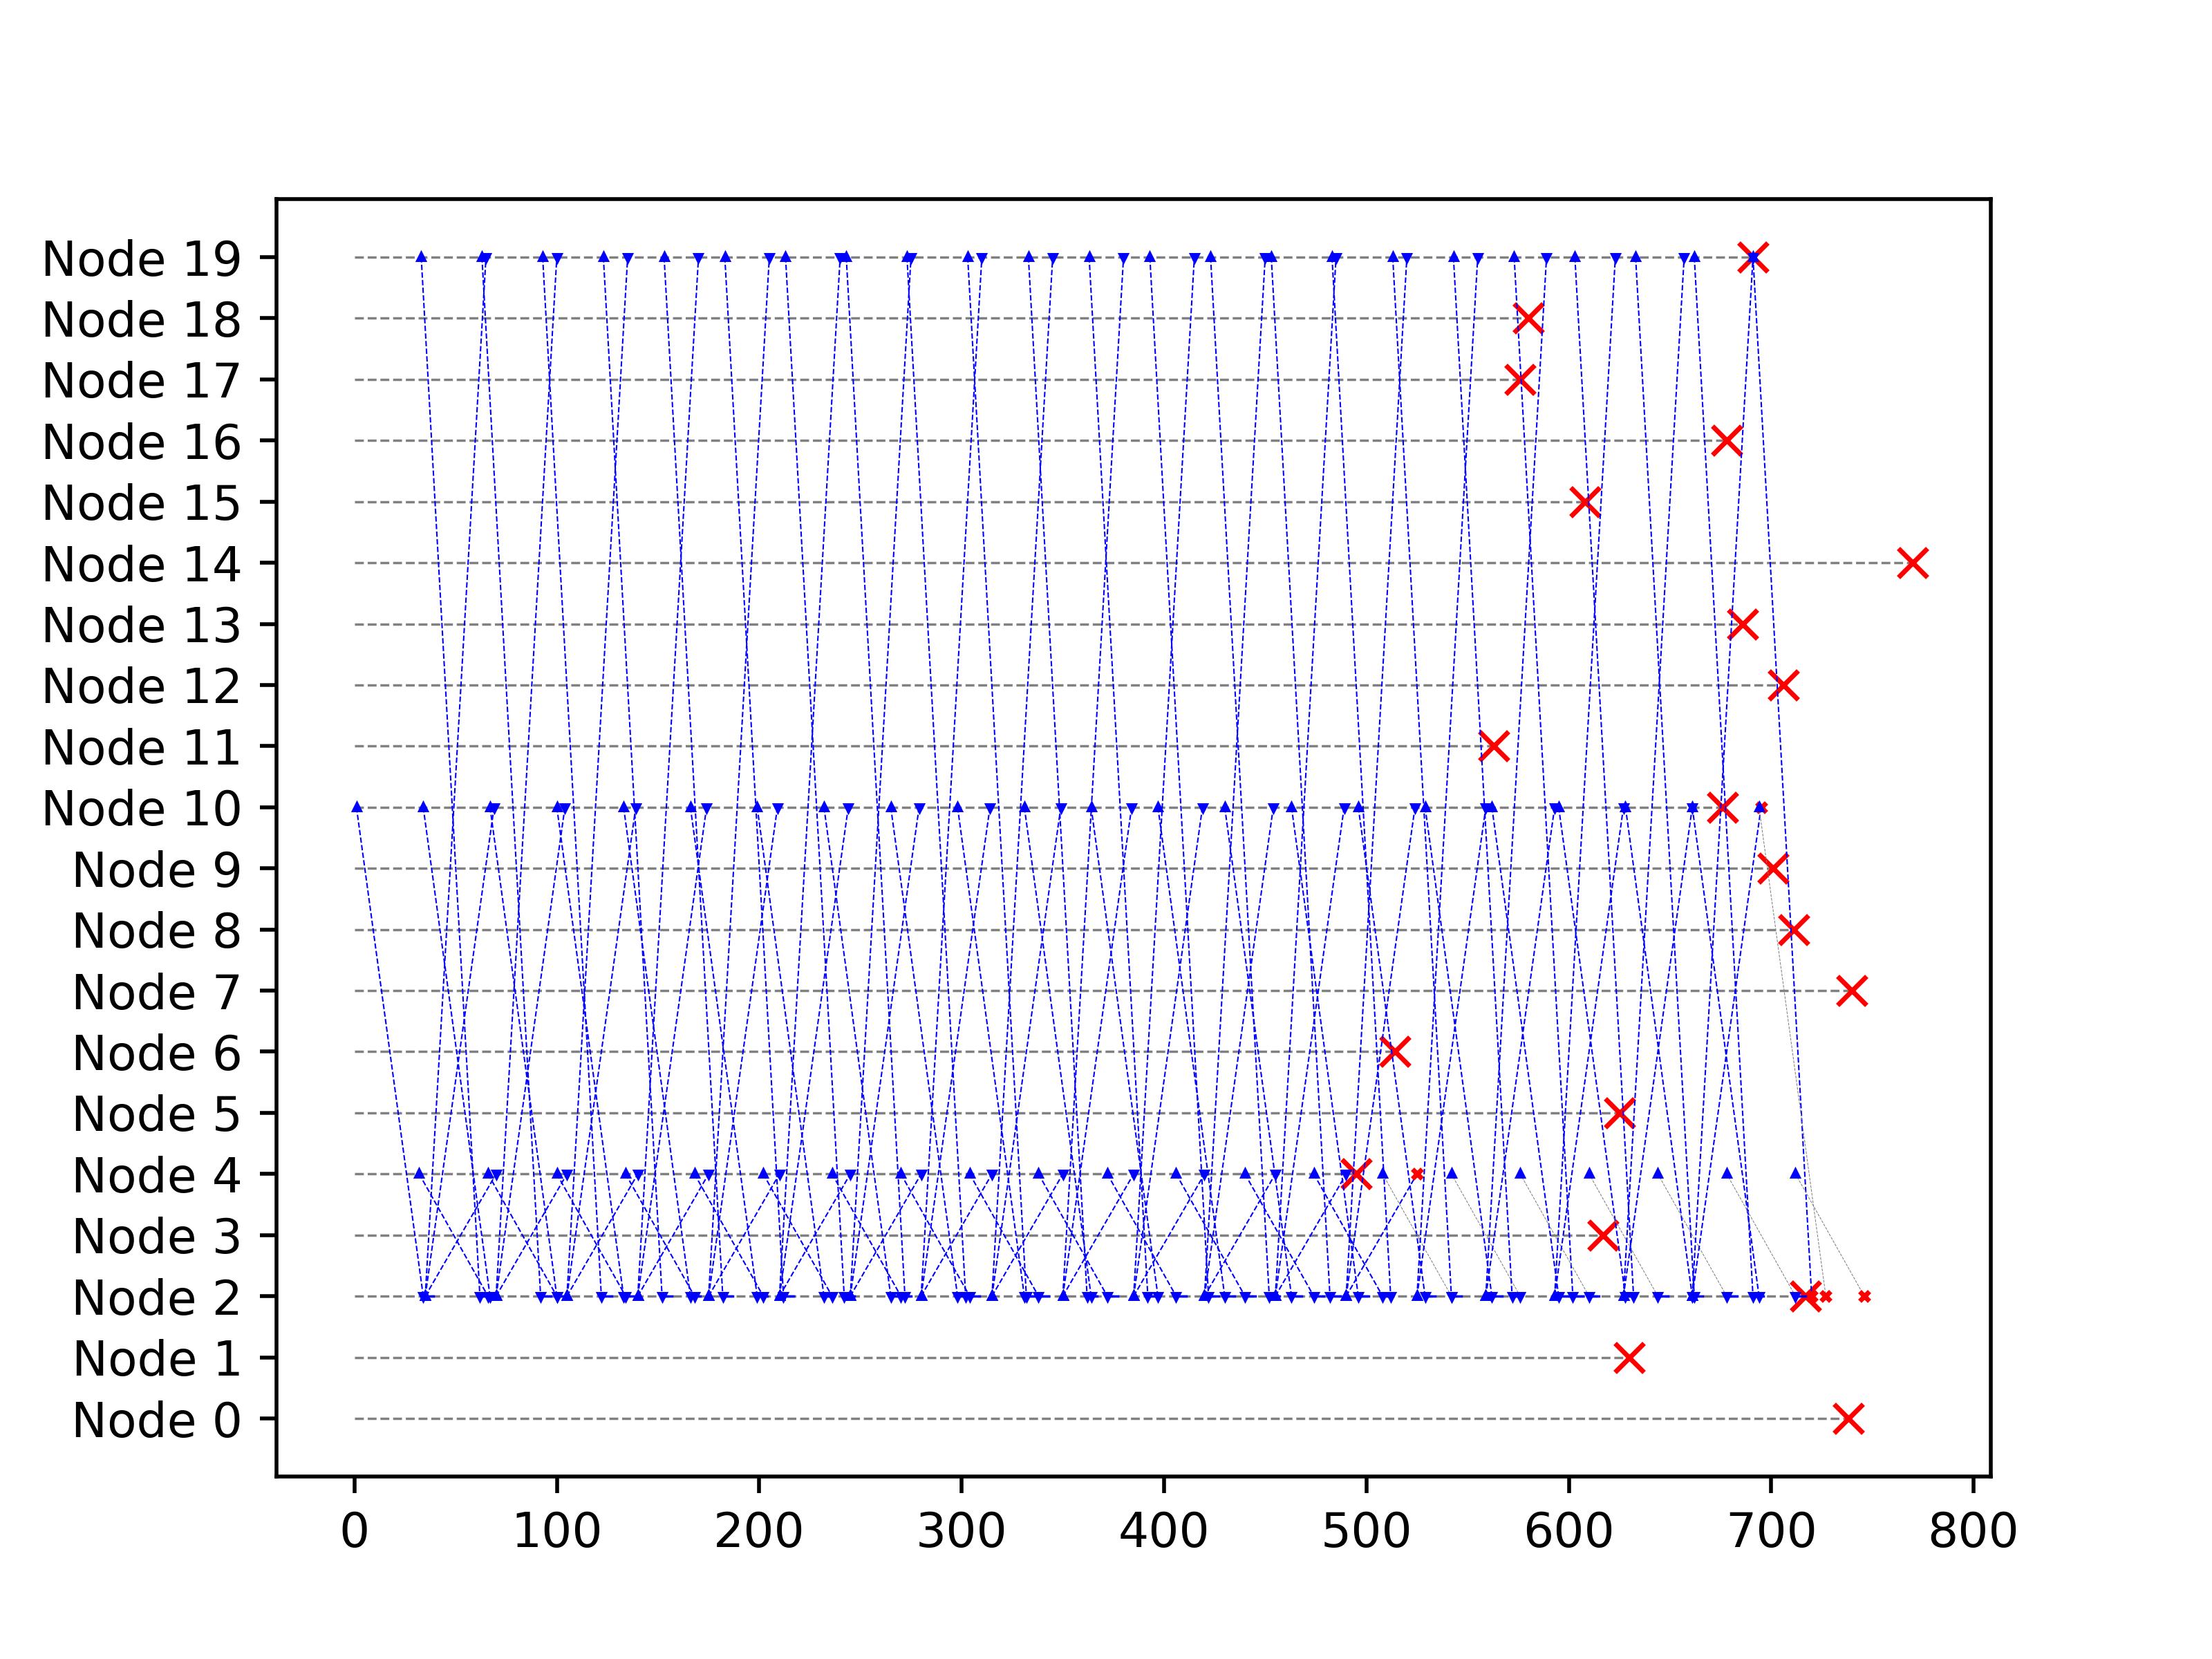 Node 19
Node 18
Node 17
Node 16
Node 15
Node 14
Node 13
Node 12
Node 11
Node 10
Node 9
Node 8
Node 7
Node 6
Node 5
Node 4
Node 3
Node 2
Node 1
Node 0
0 100 200 300 400 500 600 700 800